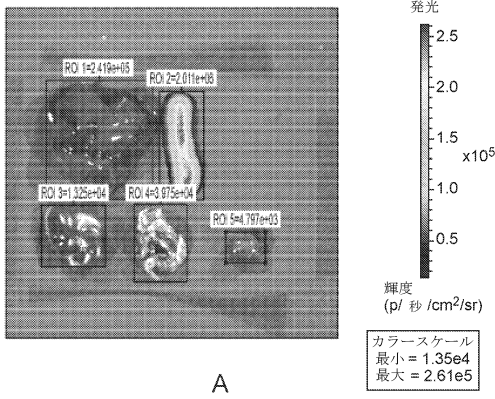 発光
ROI 1=2.419e+05
ROI 2=2.011e+06
ROI 3=1.325e+04
ROI 4=3.975e+04
ROI 5=4.797e+03
2.5
2.0
1.5
x10⁵
1.0
0.5
輝度
(p/ 秒 /cm2/sr)
カラースケール
最小 = 1.35e4
最大 = 2.61e5
A